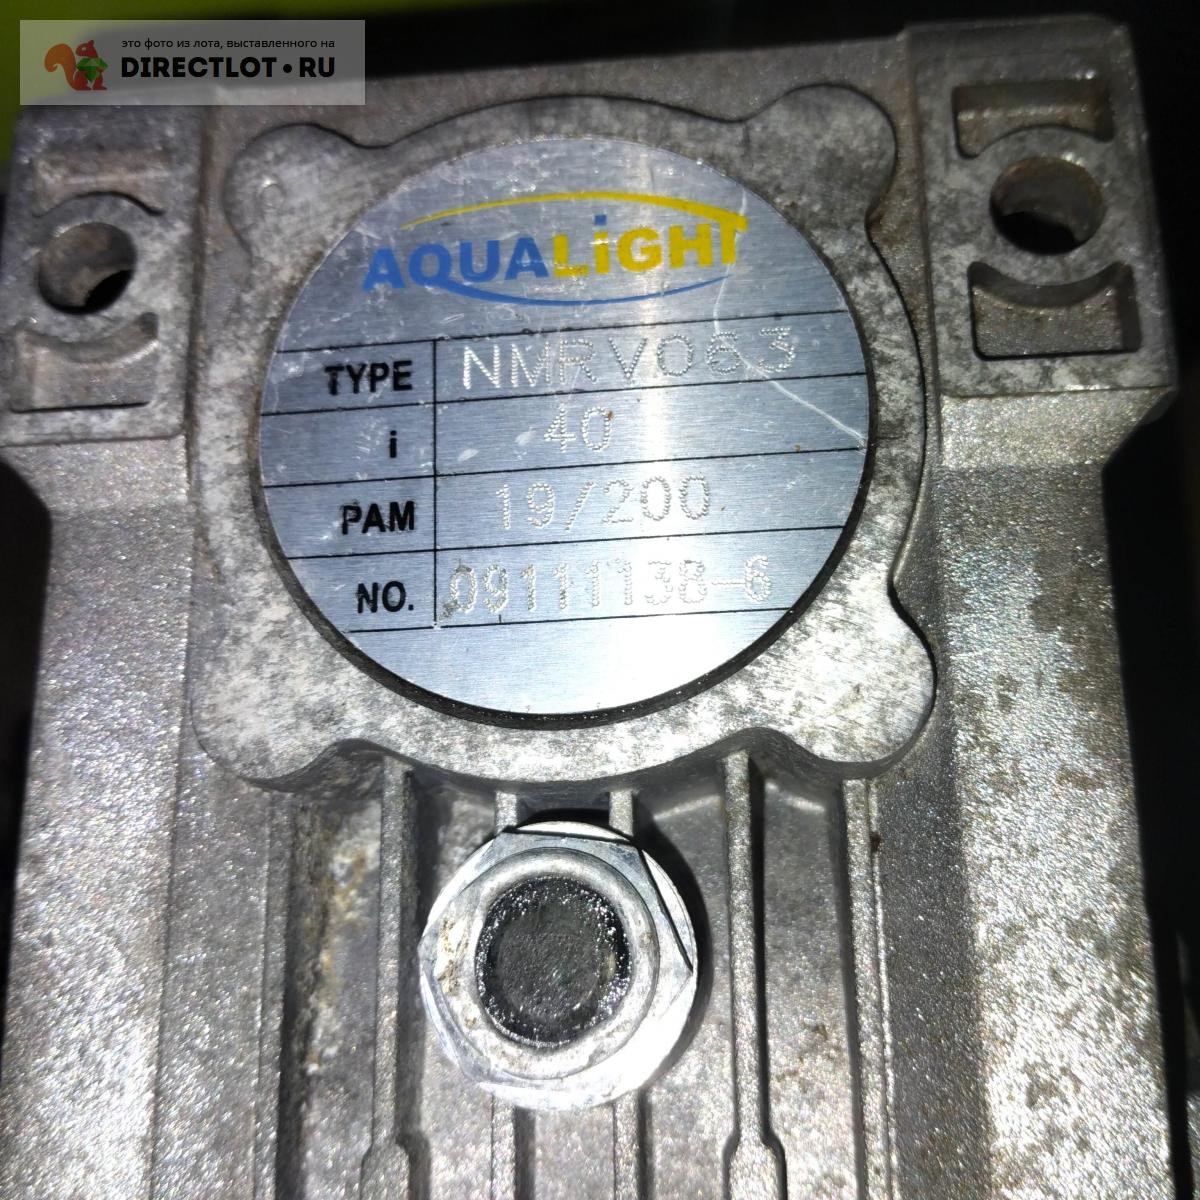 это фото из лота, выставленного на
DIRECTLOT•RU
AQUALiGHT
TYPE NMRV063
i 40
PAM 19/200
NO. 09111138-6